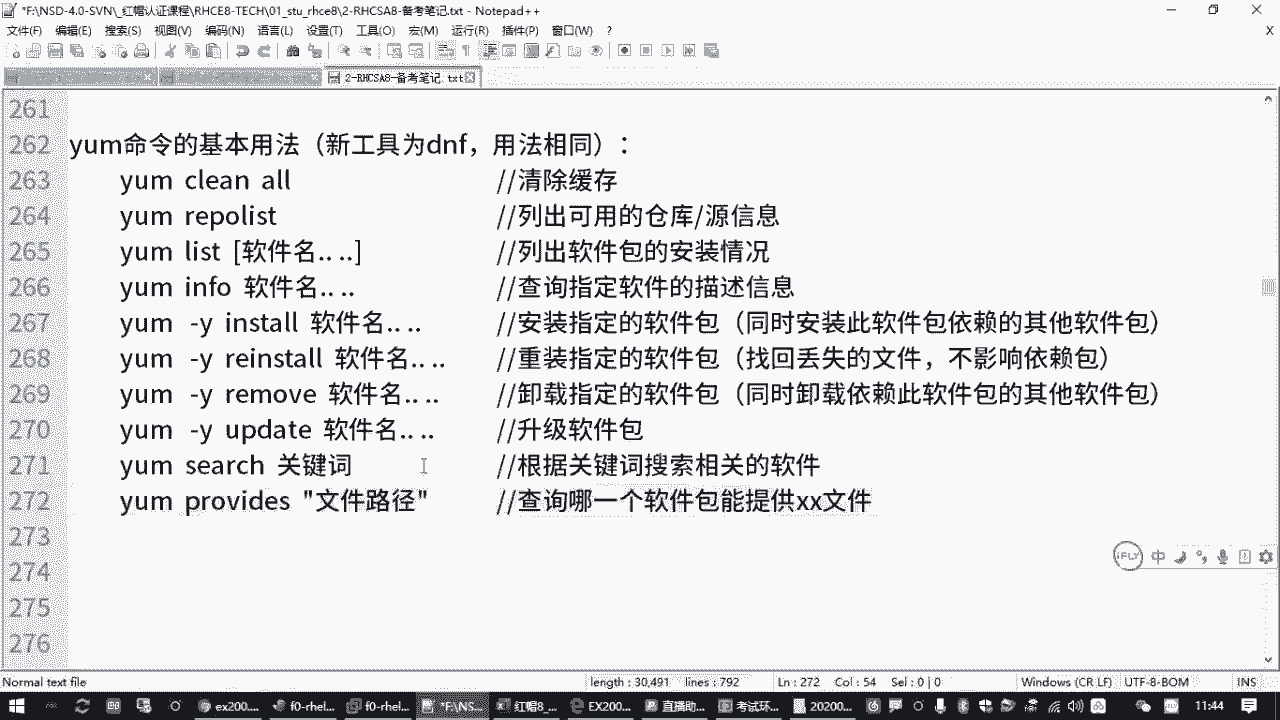 *F:\NSD-4.0-SVN\_红帽认证课程\RHCE8-TECH\01_stu_rhce8\2-RHCSA8-备考笔记.txt - Notepad++
文件(F) 编辑(E) 搜索(S) 视图(V) 编码(N) 语言(L) 设置(T) 工具(O) 宏(M) 运行(R) 插件(P) 窗口(W) ? X
2-RHCSA8-备考笔记.txt
261
262 yum命令的基本用法（新工具为dnf，用法相同）：
263 yum clean all //清除缓存
264 yum repolist //列出可用的仓库/源信息
265 yum list [软件名.. ..] //列出软件包的安装情况
266 yum info 软件名.. .. //查询指定软件的描述信息
267 yum -y install 软件名.. .. //安装指定的软件包（同时安装此软件包依赖的其他软件包）
268 yum -y reinstall 软件名.. .. //重装指定的软件包（找回丢失的文件，不影响依赖包）
269 yum -y remove 软件名.. .. //卸载指定的软件包（同时卸载依赖此软件包的其他软件包）
270 yum -y update 软件名.. .. //升级软件包
271 yum search 关键词 //根据关键词搜索相关的软件
272 yum provides "文件路径" //查询哪一个软件包能提供xx文件
273
274
275
276
iFLY 中
Normal text file length : 30,491 lines : 792 Ln : 272 Col : 54 Sel : 0 | 0 Windows (CR LF) UTF-8-BOM INS
ex200... f0-rhel... f0-rhel... *F:\NS... 红帽8_... EX200... 直播助... 考试环... 20200... 11:44